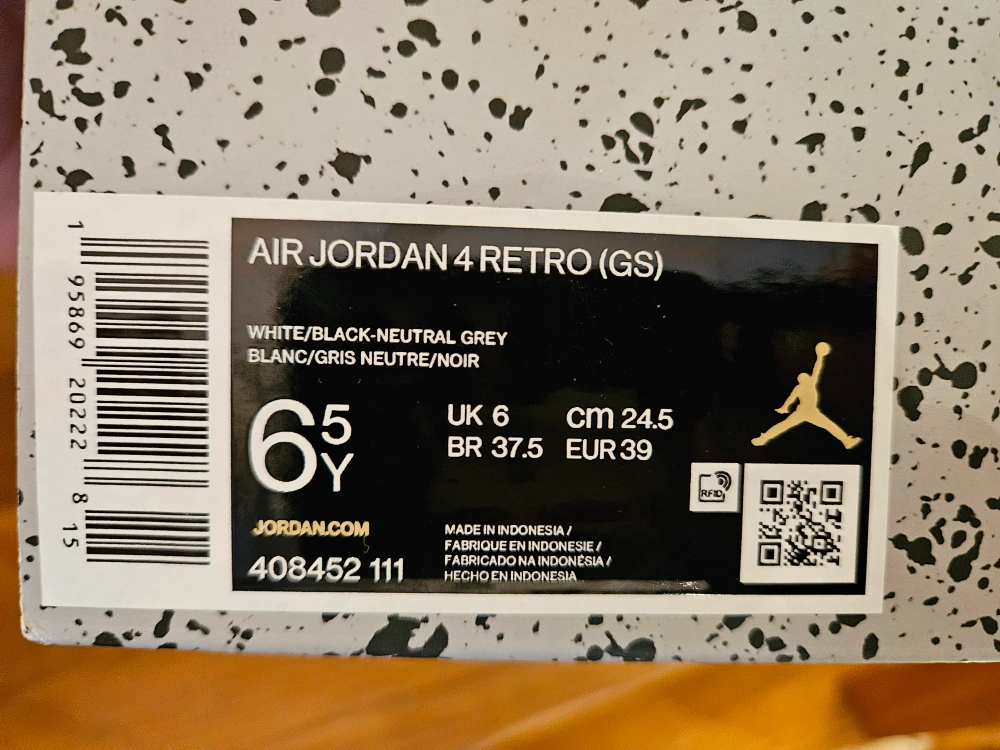 1 95869 20222 8 15
AIR JORDAN 4 RETRO (GS)
WHITE/BLACK-NEUTRAL GREY
BLANC/GRIS NEUTRE/NOIR
6 5Y
UK 6 cm 24.5
BR 37.5 EUR 39
RFID
JORDAN.COM
408452 111
MADE IN INDONESIA /
FABRIQUE EN INDONESIE /
FABRICADO NA INDONÉSIA /
HECHO EN INDONESIA